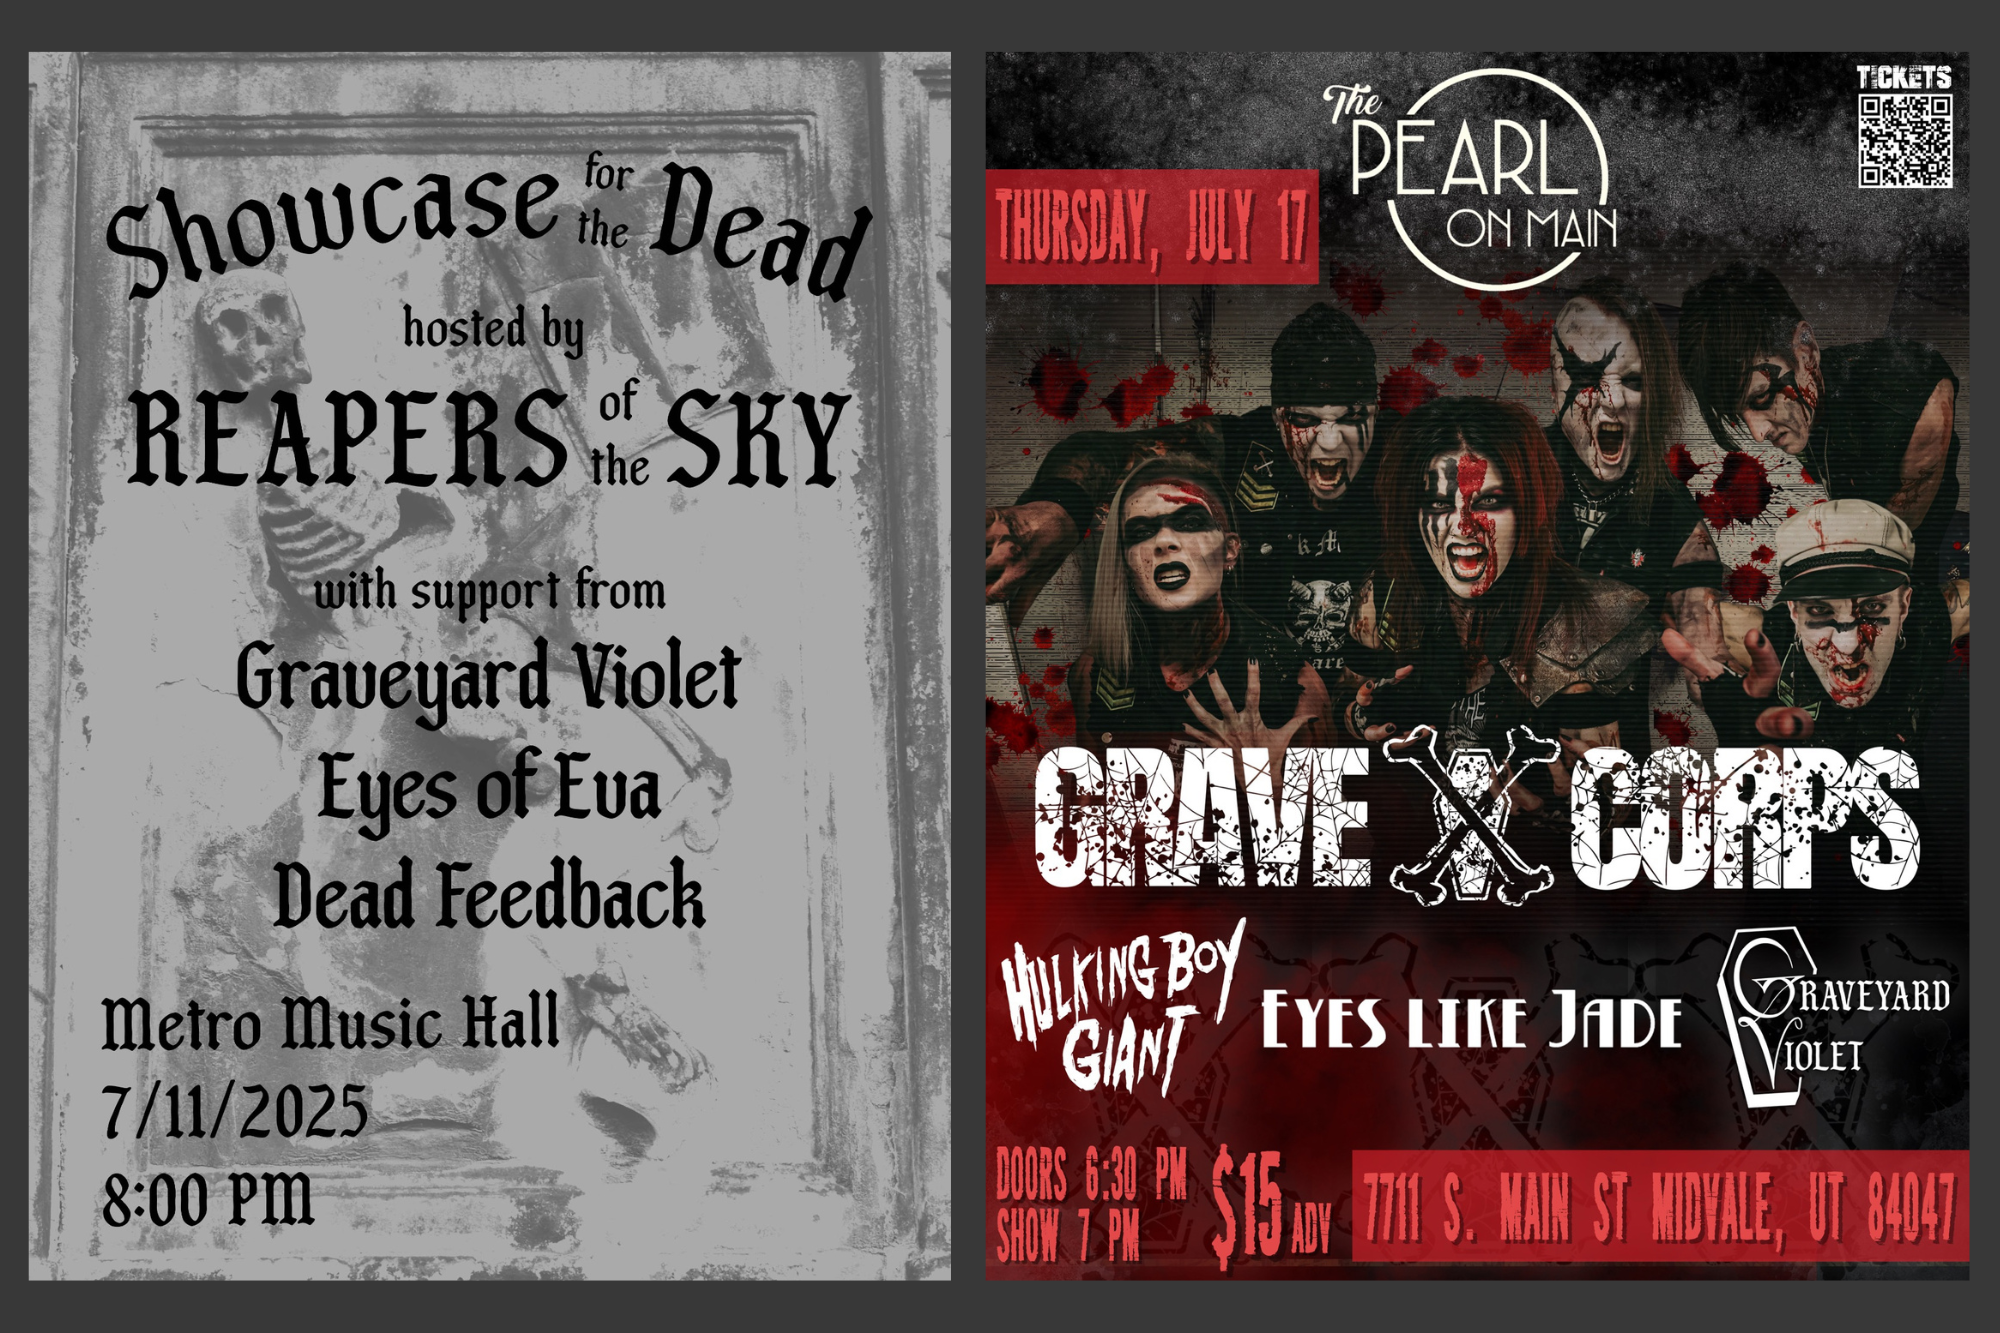 Showcase for the Dead
hosted by
REAPERS of the SKY
with support from
Graveyard Violet
Eyes of Eva
Dead Feedback
Metro Music Hall
7/11/2025
8:00 PM
TICKETS
The
PEARL
ON MAIN
THURSDAY, JULY 17
GRAVE CORPS
HULKING BOY
GIANT
EYES LIKE JADE
GRAVEYARD
VIOLET
DOORS 6:30 PM
SHOW 7 PM
$15 ADV
7711 S. MAIN ST MIDVALE, UT 84047